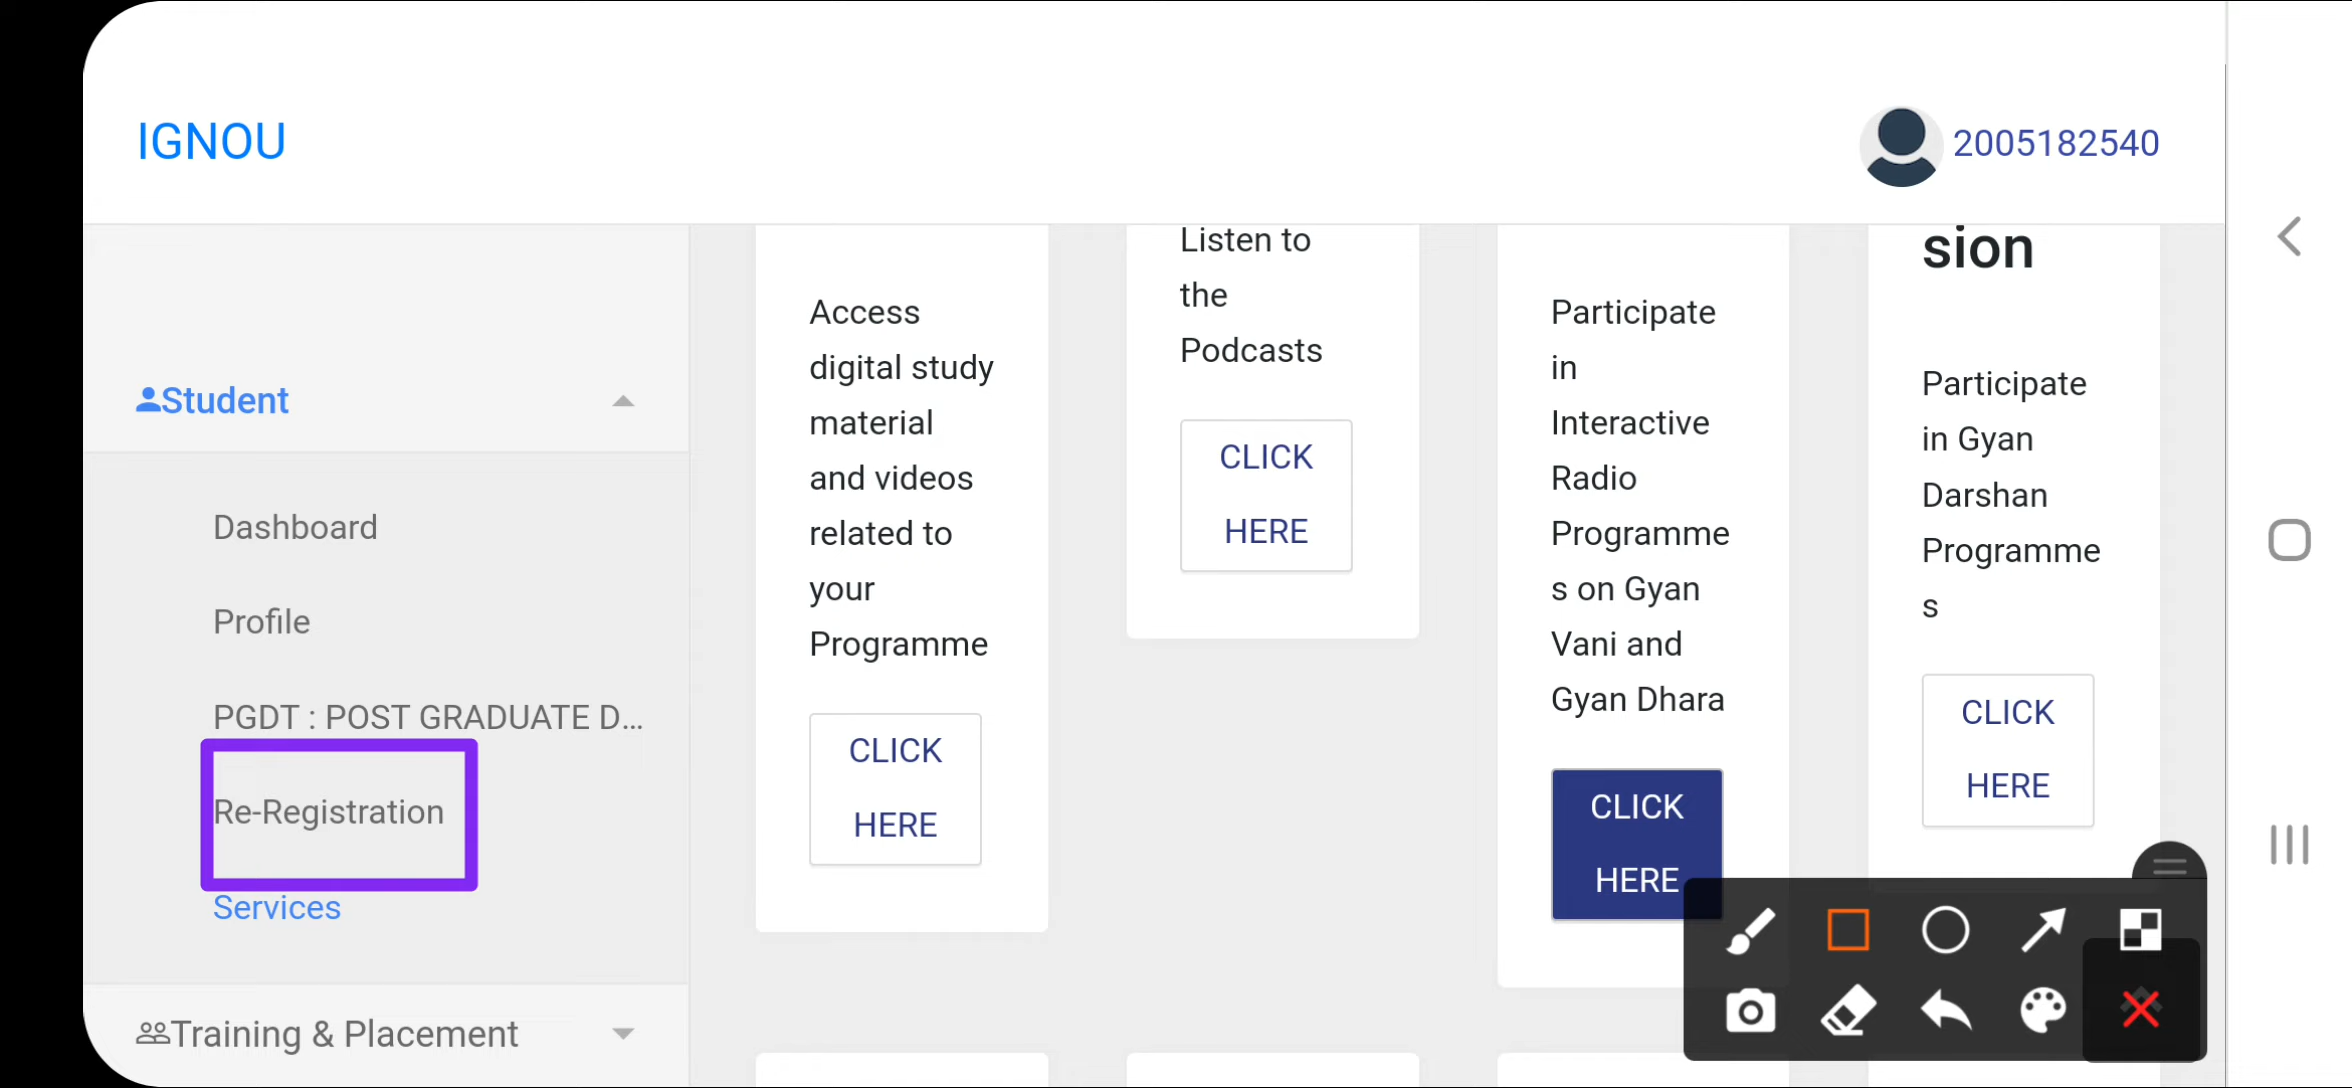 IGNOU
2005182540
Student
Dashboard
Profile
PGDT : POST GRADUATE D...
Re-Registration
Services
Training & Placement
Access
digital study
material
and videos
related to
your
Programme
CLICK
HERE
Listen to
the
Podcasts
CLICK
HERE
Participate
in
Interactive
Radio
Programme
s on Gyan
Vani and
Gyan Dhara
CLICK
HERE
sion
Participate
in Gyan
Darshan
Programme
s
CLICK
HERE